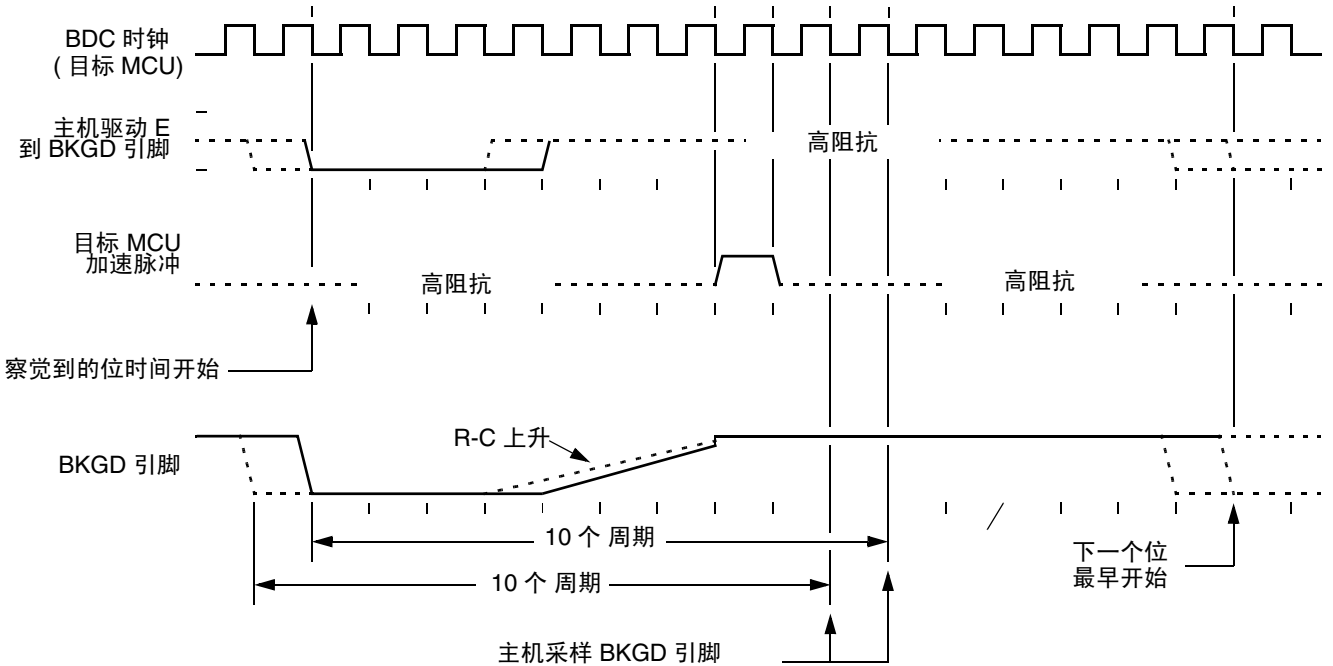 BDC 时钟
( 目标 MCU)
主机驱动 E
到 BKGD 引脚
高阻抗
目标 MCU
加速脉冲
高阻抗
高阻抗
察觉到的位时间开始
R-C 上升
BKGD 引脚
10 个 周期
10 个 周期
下一个位
最早开始
主机采样 BKGD 引脚